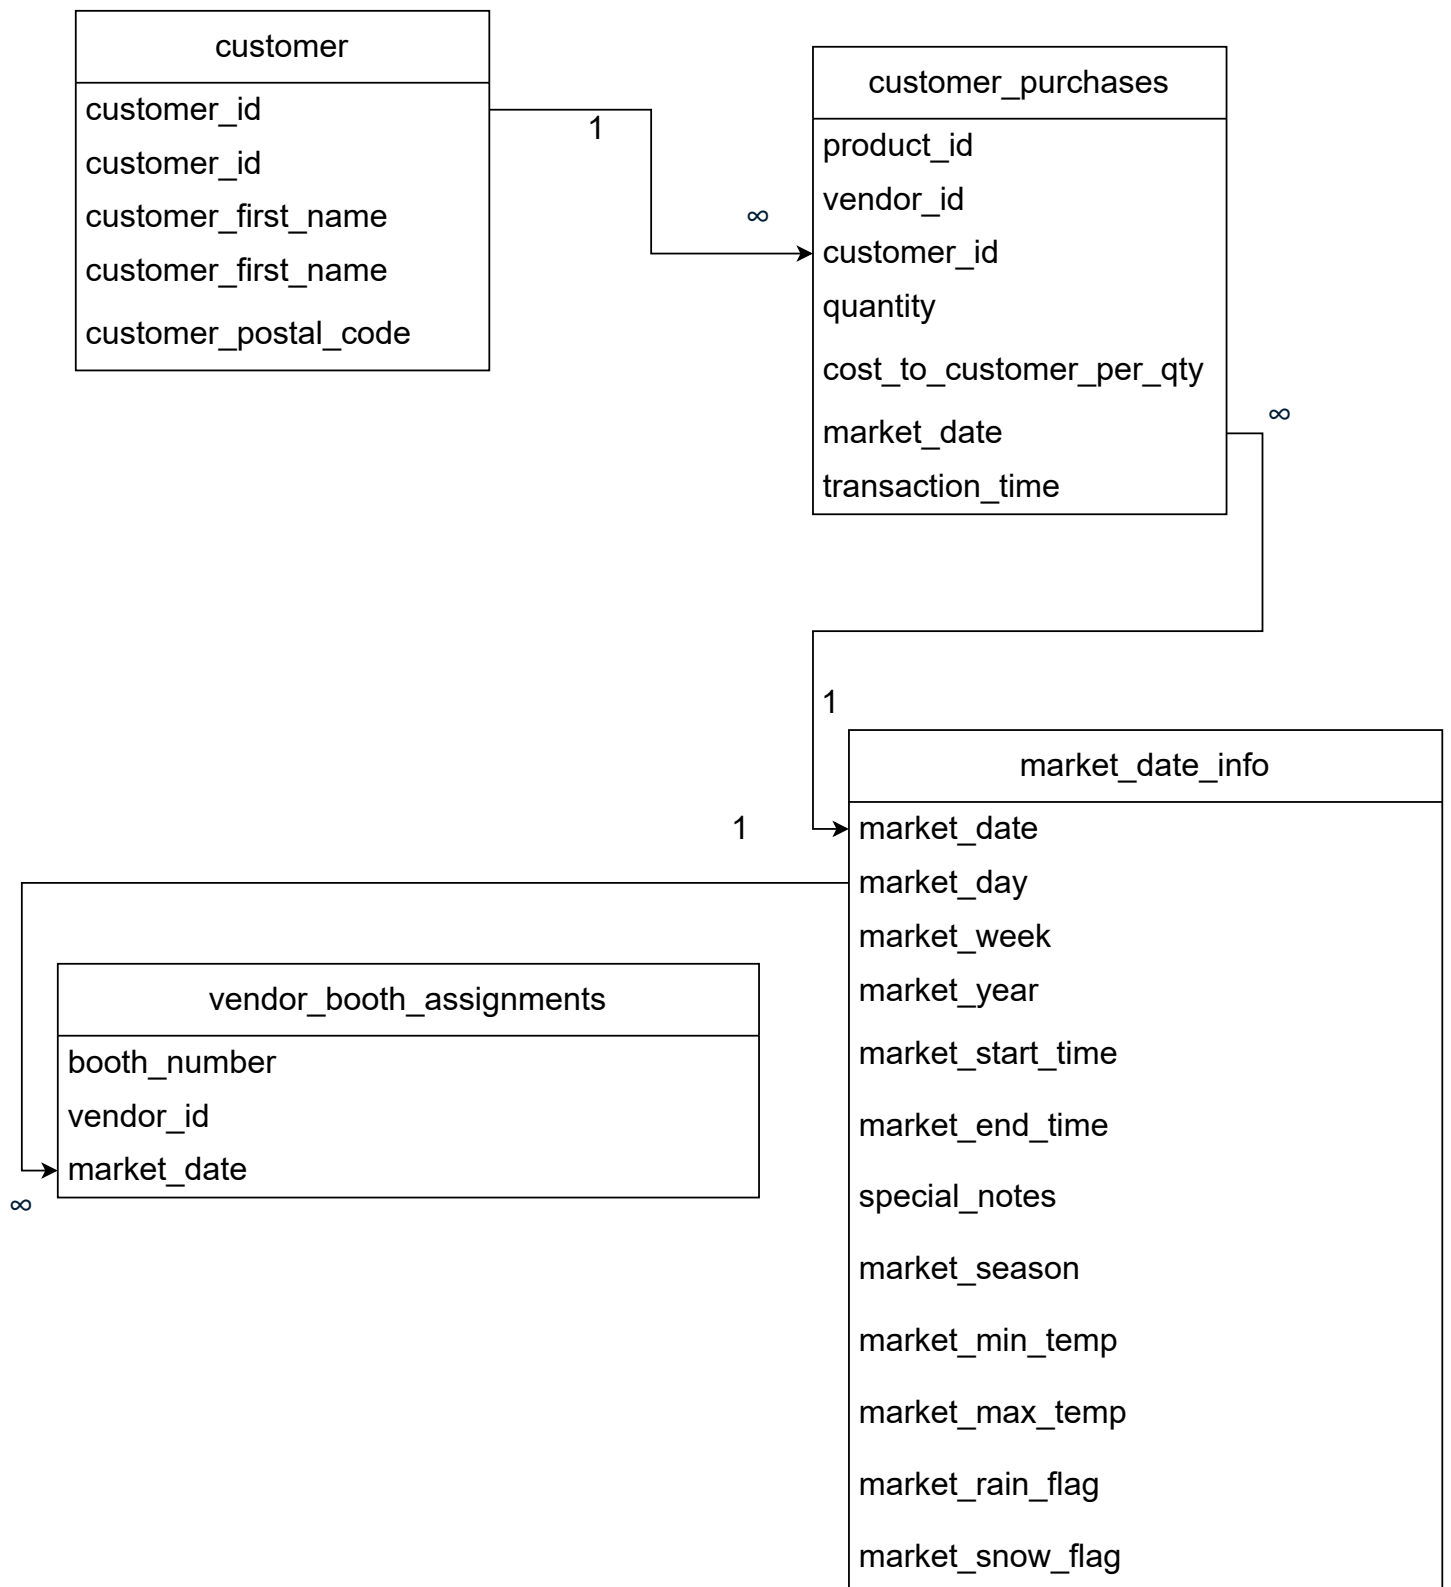 customer
customer_id
customer_id
customer_first_name
customer_first_name
customer_postal_code
1
∞
customer_purchases
product_id
vendor_id
customer_id
quantity
cost_to_customer_per_qty
market_date
transaction_time
∞
1
market_date_info
market_date
market_day
market_week
market_year
market_start_time
market_end_time
special_notes
market_season
market_min_temp
market_max_temp
market_rain_flag
market_snow_flag
1
vendor_booth_assignments
booth_number
vendor_id
market_date
∞